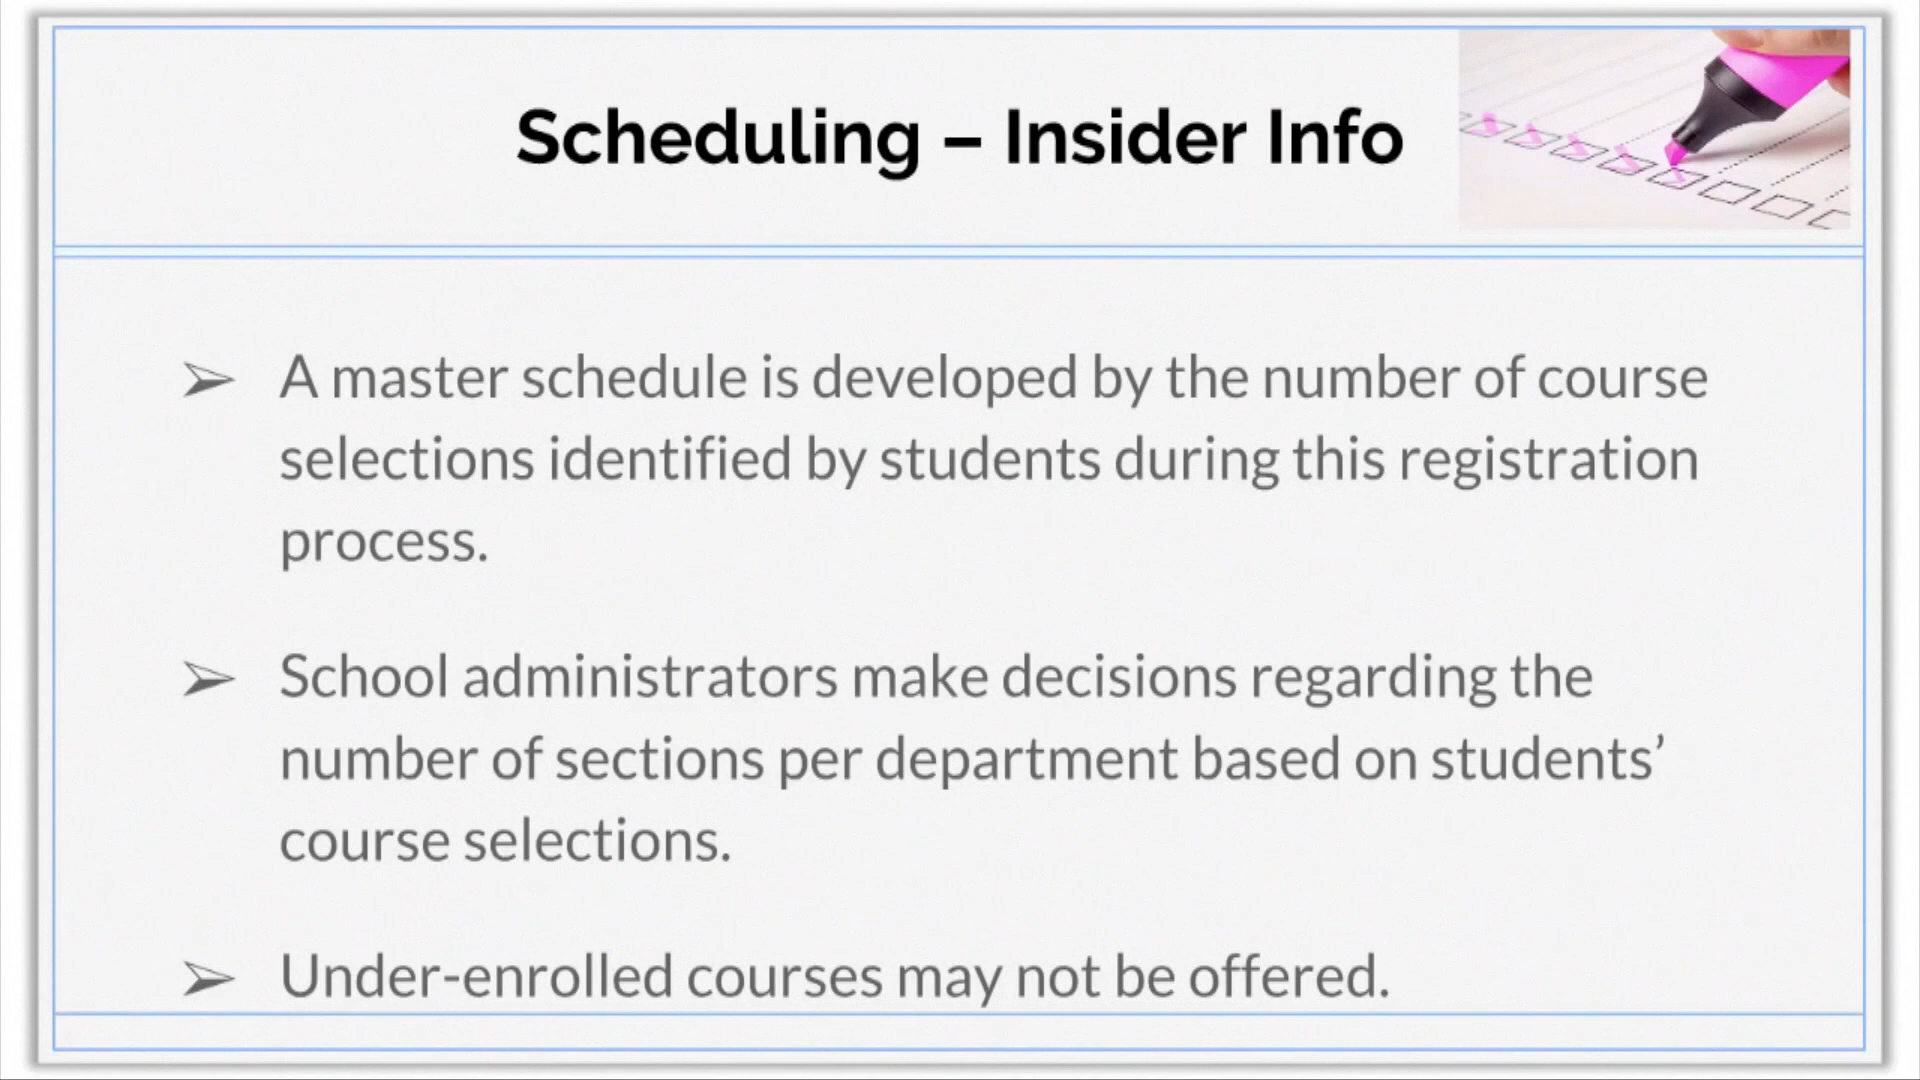 Scheduling – Insider Info
➢ A master schedule is developed by the number of course
selections identified by students during this registration
process.
➢ School administrators make decisions regarding the
number of sections per department based on students’
course selections.
➢ Under-enrolled courses may not be offered.